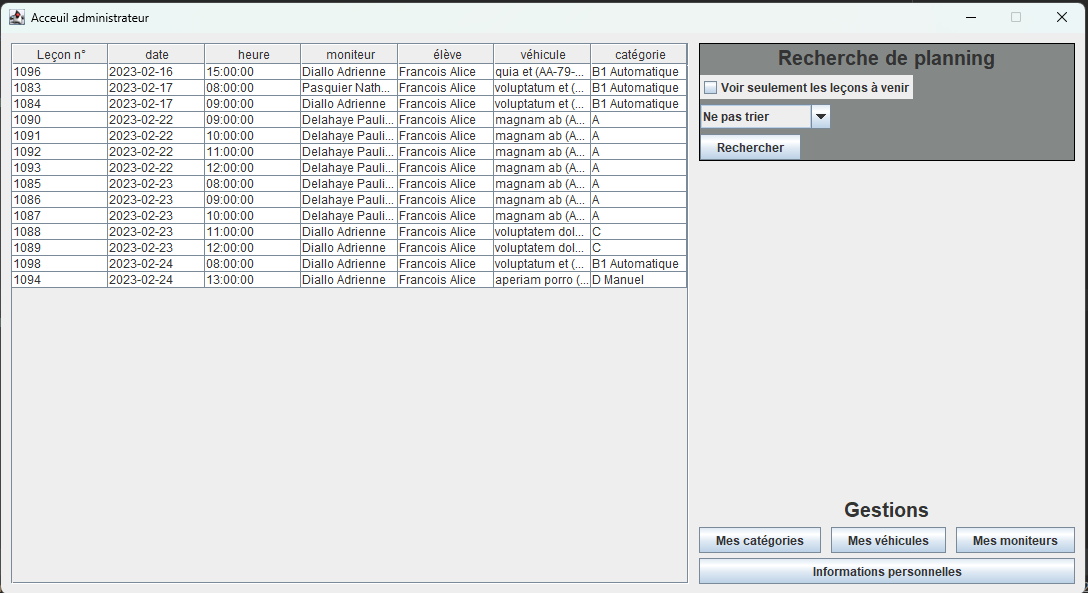 Acceuil administrateur
Leçon n° date heure moniteur élève véhicule catégorie
1096 2023-02-16 15:00:00 Diallo Adrienne Francois Alice quia et (AA-79-... B1 Automatique
1083 2023-02-17 08:00:00 Pasquier Nath... Francois Alice voluptatum et (... B1 Automatique
1084 2023-02-17 09:00:00 Diallo Adrienne Francois Alice voluptatum et (... B1 Automatique
1090 2023-02-22 09:00:00 Delahaye Pauli... Francois Alice magnam ab (A... A
1091 2023-02-22 10:00:00 Delahaye Pauli... Francois Alice magnam ab (A... A
1092 2023-02-22 11:00:00 Delahaye Pauli... Francois Alice magnam ab (A... A
1093 2023-02-22 12:00:00 Delahaye Pauli... Francois Alice magnam ab (A... A
1085 2023-02-23 08:00:00 Delahaye Pauli... Francois Alice magnam ab (A... A
1086 2023-02-23 09:00:00 Delahaye Pauli... Francois Alice magnam ab (A... A
1087 2023-02-23 10:00:00 Delahaye Pauli... Francois Alice magnam ab (A... A
1088 2023-02-23 11:00:00 Diallo Adrienne Francois Alice voluptatem dol... C
1089 2023-02-23 12:00:00 Diallo Adrienne Francois Alice voluptatem dol... C
1098 2023-02-24 08:00:00 Diallo Adrienne Francois Alice voluptatum et (... B1 Automatique
1094 2023-02-24 13:00:00 Diallo Adrienne Francois Alice aperiam porro (... D Manuel
Recherche de planning
Voir seulement les leçons à venir
Ne pas trier
Rechercher
Gestions
Mes catégories Mes véhicules Mes moniteurs
Informations personnelles